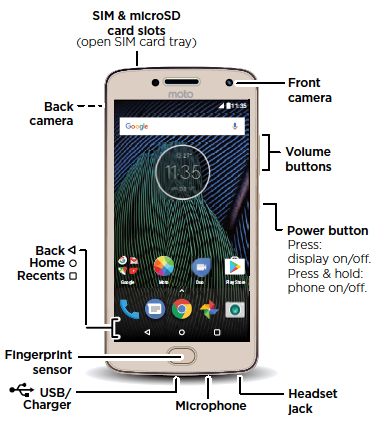 SIM & microSD
card slots
(open SIM card tray)
Front
camera
Back
camera
moto
11:35
Google
Volume
buttons
11:35
Power button
Press:
display on/off.
Press & hold:
phone on/off.
Back
Home
Recents
Google
Moto
Duo
Play Store
Fingerprint
sensor
USB/
Charger
Microphone
Headset
jack